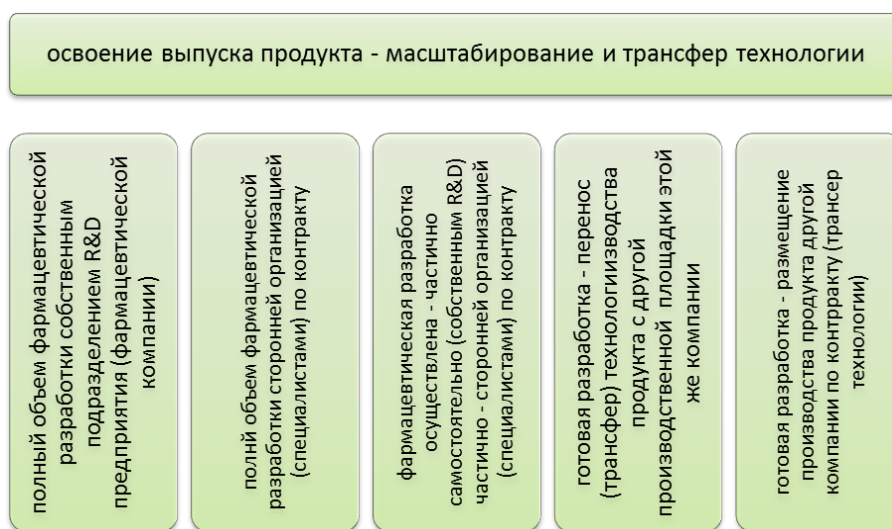 освоение выпуска продукта - масштабирование и трансфер технологии
полный объем фармацевтической
разработки собственным
подразделением R&D
предприятия (фармацевтической
компании)
полнй объем фармацевтической
разработки сторонней организацией
(специалистами) по контракту
фармацевтическая разработка
осуществлена - частично
самостоятельно (собственным R&D)
частично - сторонней организацией
(специалистами) по контракту
готовая разработка - перенос
(трансфер) технологииизводства
продукта с другой
производственной площадки этой
же компании
готовая разработка - размещение
производства продукта другой
компании по контрракту (трансер
технологии)